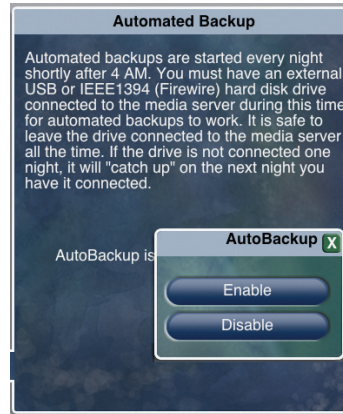 Automated Backup
Automated backups are started every night
shortly after 4 AM. You must have an external
USB or IEEE1394 (Firewire) hard disk drive
connected to the media server during this time
for automated backups to work. It is safe to
leave the drive connected to the media server
all the time. If the drive is not connected one
night, it will "catch up" on the next night you
have it connected.
AutoBackup X
AutoBackup is
Enable
Disable